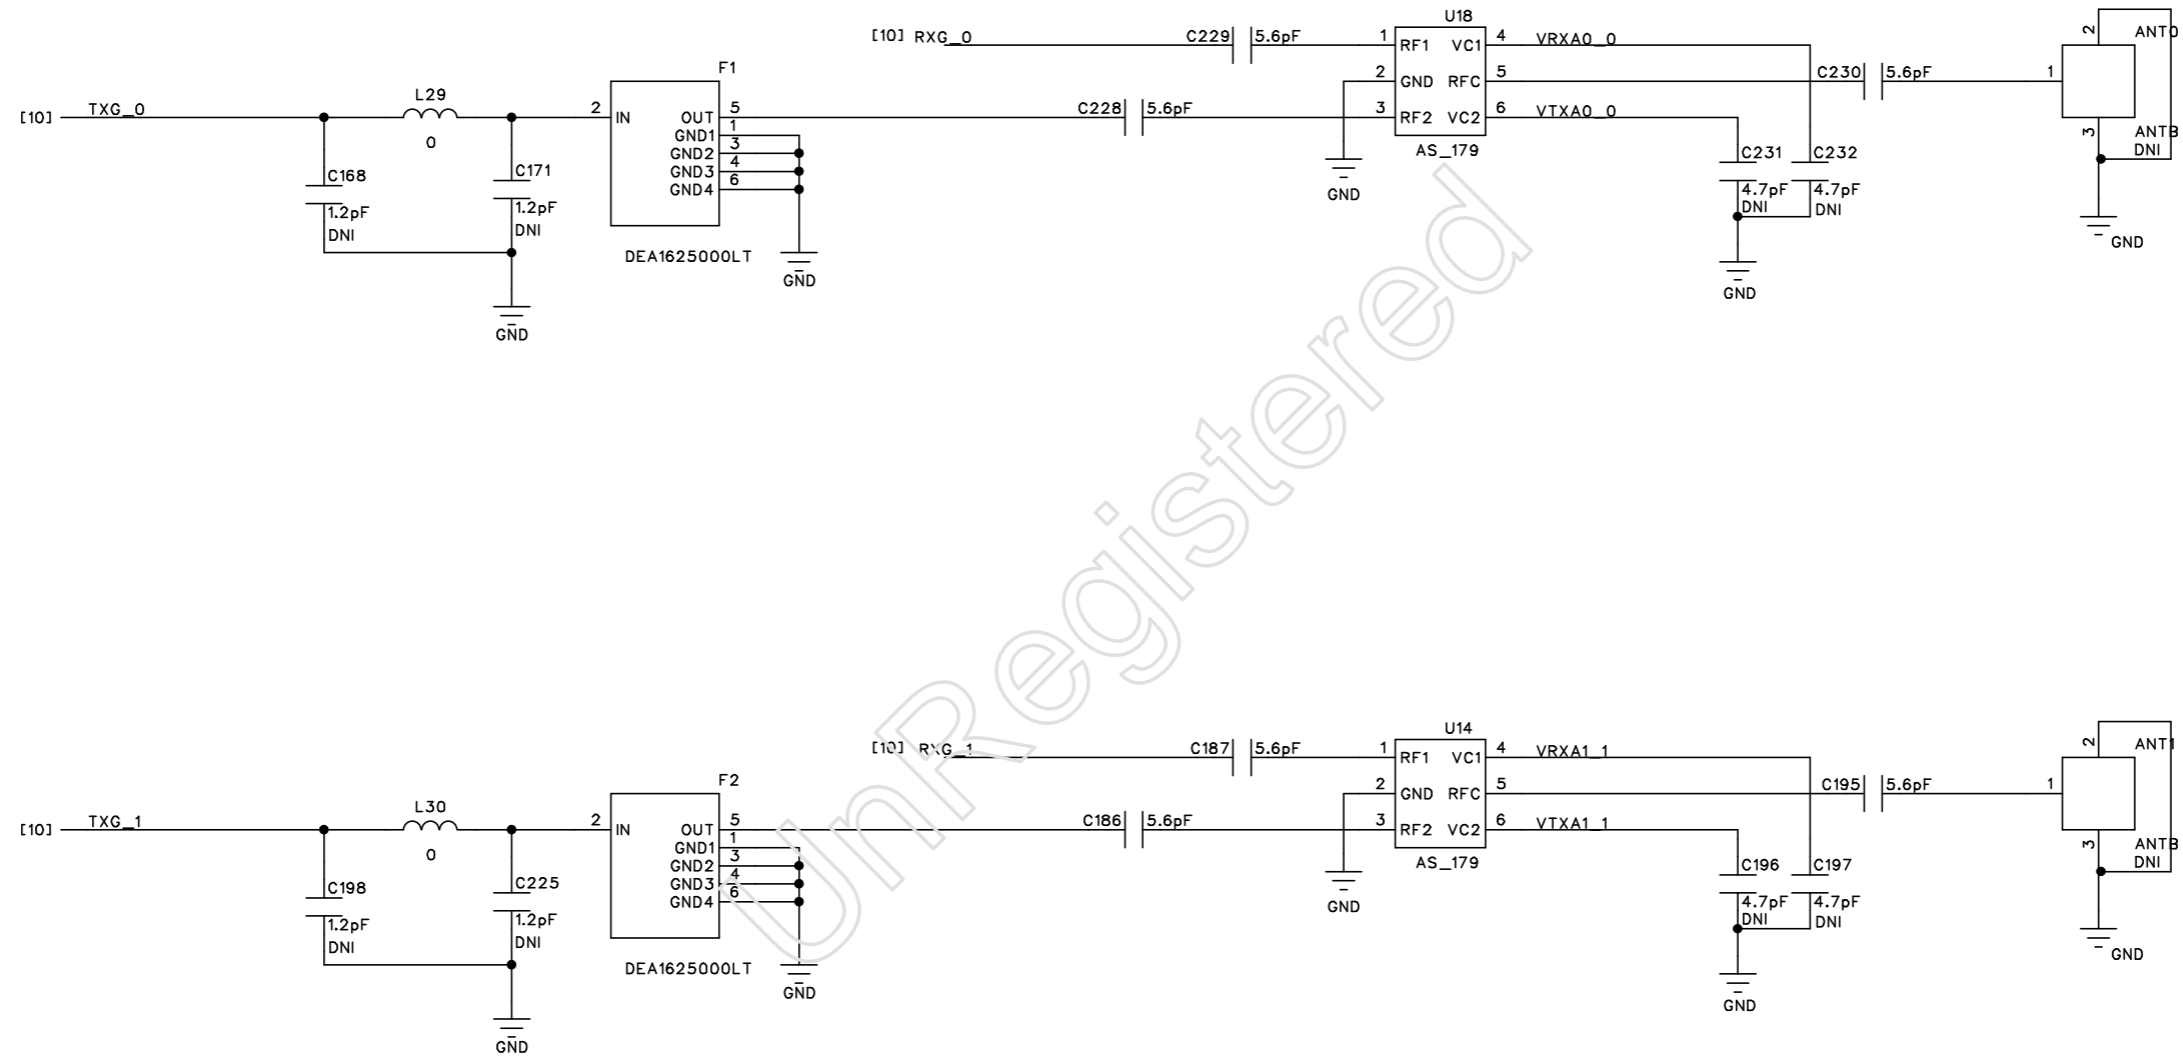 [10] TXG_0
L29
0
C168
1.2pF
DNI
C171
1.2pF
DNI
GND
F1
2 IN
OUT 5
GND1 1
GND2 3
GND3 4
GND4 6
DEA1625000LT
GND
[10] RXG_0
C229 5.6pF
C228 5.6pF
U18
1 RF1 VC1 4 VRXA0_0
2 GND RFC 5
3 RF2 VC2 6 VTXA0_0
AS_179
GND
C230 5.6pF
C231
4.7pF
DNI
C232
4.7pF
DNI
GND
2 ANT0
1
3 ANTB
DNI
GND
UnRegistered
[10] TXG_1
L30
0
C198
1.2pF
DNI
C225
1.2pF
DNI
GND
F2
2 IN
OUT 5
GND1 1
GND2 3
GND3 4
GND4 6
DEA1625000LT
GND
[10] RXG_1
C187 5.6pF
C186 5.6pF
U14
1 RF1 VC1 4 VRXA1_1
2 GND RFC 5
3 RF2 VC2 6 VTXA1_1
AS_179
GND
C195 5.6pF
C196
4.7pF
DNI
C197
4.7pF
DNI
GND
2 ANT1
1
3 ANTB
DNI
GND